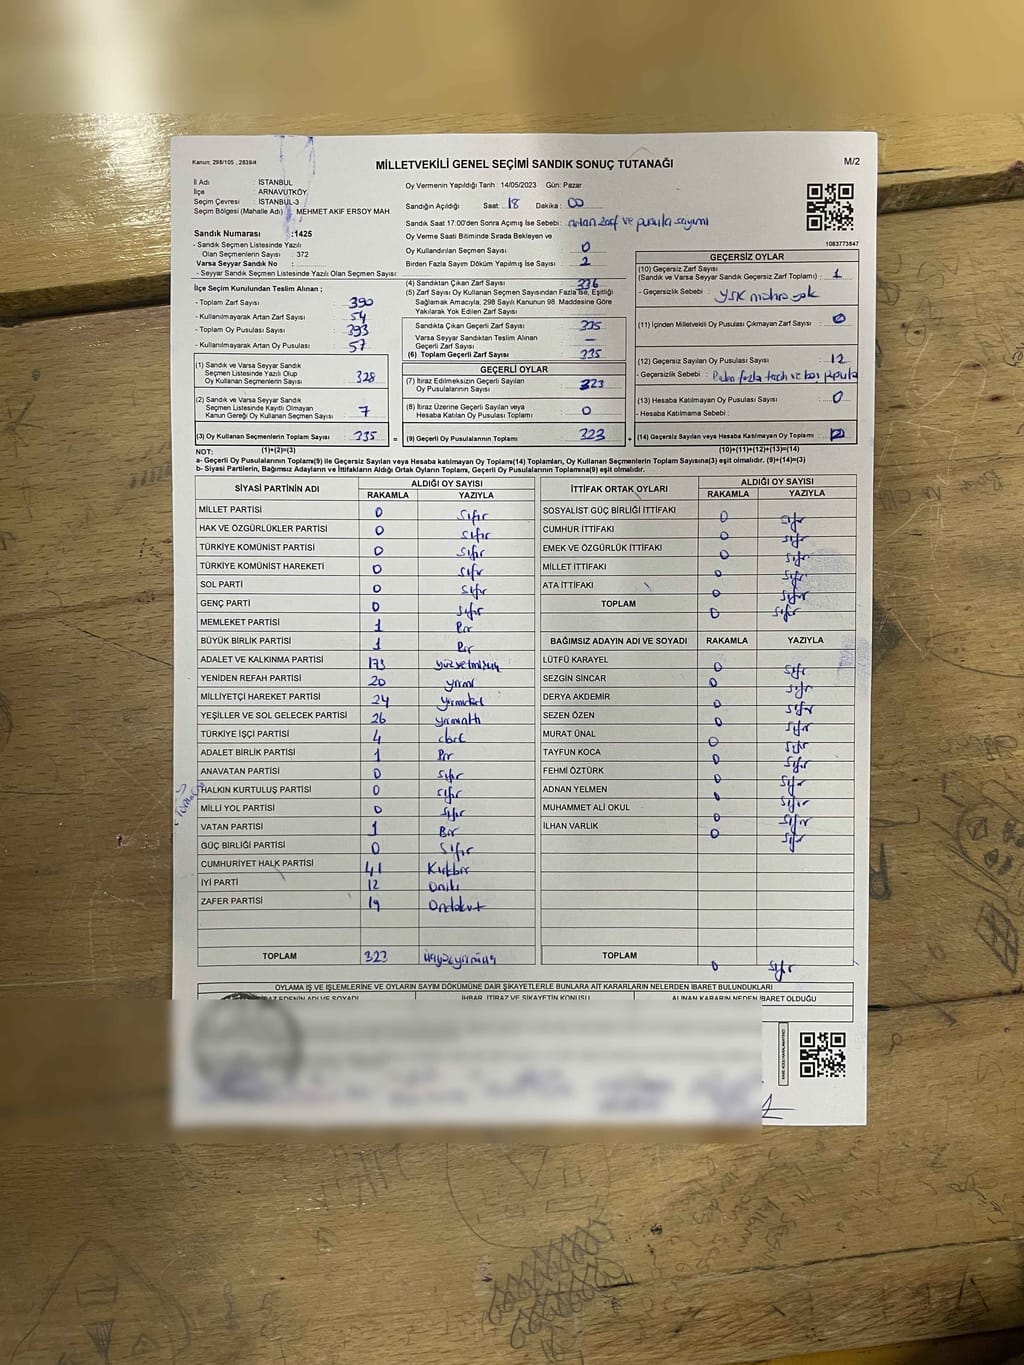 Kanun; 298/105 , 2839/4
MİLLETVEKİLİ GENEL SEÇİMİ SANDIK SONUÇ TUTANAĞI
M/2
İl Adı : İSTANBUL
İlçe : ARNAVUTKÖY
Seçim Çevresi : İSTANBUL-3
Seçim Bölgesi (Mahalle Adı) : MEHMET AKİF ERSOY MAH.
Sandık Numarası :1425
- Sandık Seçmen Listesinde Yazılı
Olan Seçmenlerin Sayısı : 372
Varsa Seyyar Sandık No :
- Seyyar Sandık Seçmen Listesinde Yazılı Olan Seçmen Sayısı:
Oy Vermenin Yapıldığı Tarih : 14/05/2023 Gün: Pazar
Sandığın Açıldığı Saat : 18 Dakika : 00
Sandık Saat 17:00'den Sonra Açılmış İse Sebebi: artan zarf ve pusula sayımı
Oy Verme Saati Bitiminde Sırada Bekleyen ve
Oy Kullandırılan Seçmen Sayısı : 0
Birden Fazla Sayım Döküm Yapılmış İse Sayısı : 2
1083773847
İlçe Seçim Kurulundan Teslim Alınan ;
- Toplam Zarf Sayısı : 390
- Kullanılmayarak Artan Zarf Sayısı : 54
- Toplam Oy Pusulası Sayısı : 393
- Kullanılmayarak Artan Oy Pusulası : 57
(1) Sandık ve Varsa Seyyar Sandık
Seçmen Listesinde Yazılı Olup
Oy Kullanan Seçmenlerin Sayısı : 328
(2) Sandık ve Varsa Seyyar Sandık
Seçmen Listesinde Kayıtlı Olmayan
Kanun Gereği Oy Kullanan Seçmen Sayısı : 7
(3) Oy Kullanan Seçmenlerin Toplam Sayısı : 335
(1)+(2)=(3)
(4) Sandıktan Çıkan Zarf Sayısı : 336
(5) Zarf Sayısı Oy Kullanan Seçmen Sayısından Fazla İse, Eşitliği
Sağlamak Amacıyla, 298 Sayılı Kanunun 98. Maddesine Göre
Yakılarak Yok Edilen Zarf Sayısı :
Sandıkta Çıkan Geçerli Zarf Sayısı : 335
Varsa Seyyar Sandıktan Teslim Alınan
Geçerli Zarf Sayısı : —
(6) Toplam Geçerli Zarf Sayısı : 335
GEÇERLİ OYLAR
(7) İtiraz Edilmeksizin Geçerli Sayılan
Oy Pusulalarının Sayısı : 323
(8) İtiraz Üzerine Geçerli Sayılan veya
Hesaba Katılan Oy Pusulası Toplamı : 0
= (9) Geçerli Oy Pusulalarının Toplamı : 323
GEÇERSİZ OYLAR
(10) Geçersiz Zarf Sayısı
(Sandık ve Varsa Seyyar Sandık Geçersiz Zarf Toplamı) : 1
- Geçersizlik Sebebi : YSK mührü yok
(11) İçinden Milletvekili Oy Pusulası Çıkmayan Zarf Sayısı : 0
(12) Geçersiz Sayılan Oy Pusulası Sayısı : 12
- Geçersizlik Sebebi : fazla tercih ve boş pusula
(13) Hesaba Katılmayan Oy Sayısı : 0
- Hesaba Katılmama Sebebi :
+ (14) Geçersiz Sayılan veya Hesaba Katılmayan Oy Toplamı : 12
(10)+(11)+(12)+(13)=(14)
NOT:
a- Geçerli Oy Pusulalarının Toplamı(9) ile Geçersiz Sayılan veya Hesaba katılmayan Oy Toplamı(14) Toplamları, Oy Kullanan Seçmenlerin Toplam Sayısına(3) eşit olmalıdır. (9)+(14)=(3)
b- Siyasi Partilerin, Bağımsız Adayların ve İttifakların Aldığı Ortak Oyların Toplamı, Geçerli Oy Pusulalarının Toplamına(9) eşit olmalıdır.
SİYASİ PARTİNİN ADI ALDIĞI OY SAYISI
RAKAMLA YAZIYLA
MİLLET PARTİSİ 0 Sıfır
HAK VE ÖZGÜRLÜKLER PARTİSİ 0 Sıfır
TÜRKİYE KOMÜNİST PARTİSİ 0 Sıfır
TÜRKİYE KOMÜNİST HAREKETİ 0 Sıfır
SOL PARTİ 0 Sıfır
GENÇ PARTİ 0 Sıfır
MEMLEKET PARTİSİ 1 Bir
BÜYÜK BİRLİK PARTİSİ 1 Bir
ADALET VE KALKINMA PARTİSİ 173 yüzyetmişüç
YENİDEN REFAH PARTİSİ 20 yirmi
MİLLİYETÇİ HAREKET PARTİSİ 24 yirmidört
YEŞİLLER VE SOL GELECEK PARTİSİ 26 yirmialtı
TÜRKİYE İŞÇİ PARTİSİ 4 dört
ADALET BİRLİK PARTİSİ 1 Bir
ANAVATAN PARTİSİ 0 sıfır
HALKIN KURTULUŞ PARTİSİ 0 sıfır
MİLLİ YOL PARTİSİ 0 sıfır
VATAN PARTİSİ 1 Bir
GÜÇ BİRLİĞİ PARTİSİ 0 Sıfır
CUMHURİYET HALK PARTİSİ 41 Kırkbir
İYİ PARTİ 12 Oniki
ZAFER PARTİSİ 19 Ondokuz
TOPLAM 323 üçyüzyirmiüç
İTTİFAK ORTAK OYLARI ALDIĞI OY SAYISI
RAKAMLA YAZIYLA
SOSYALİST GÜÇ BİRLİĞİ İTTİFAKI 0 sıfır
CUMHUR İTTİFAKI 0 sıfır
EMEK VE ÖZGÜRLÜK İTTİFAKI 0 sıfır
MİLLET İTTİFAKI 0 sıfır
ATA İTTİFAKI 0 sıfır
TOPLAM 0 sıfır
BAĞIMSIZ ADAYIN ADI VE SOYADI RAKAMLA YAZIYLA
LÜTFÜ KARAYEL 0 sıfır
SEZGİN SİNCAR 0 sıfır
DERYA AKDEMİR 0 sıfır
SEZEN ÖZEN 0 sıfır
MURAT ÜNAL 0 sıfır
TAYFUN KOCA 0 sıfır
FEHMİ ÖZTÜRK 0 sıfır
ADNAN YELMEN 0 sıfır
MUHAMMET ALİ OKUL 0 sıfır
İLHAN VARLIK 0 sıfır
TOPLAM 0 sıfır
OYLAMA İŞ VE İŞLEMLERİNE VE OYLARIN SAYIM DÖKÜMÜNE DAİR ŞİKAYETLERLE BUNLARA AİT KARARLARIN NELERDEN İBARET BULUNDUKLARI
İTİRAZ EDENİN ADI VE SOYADI İHBAR, İTİRAZ VE ŞİKAYETİN KONUSU ALINAN KARARIN NEDEN İBARET OLDUĞU